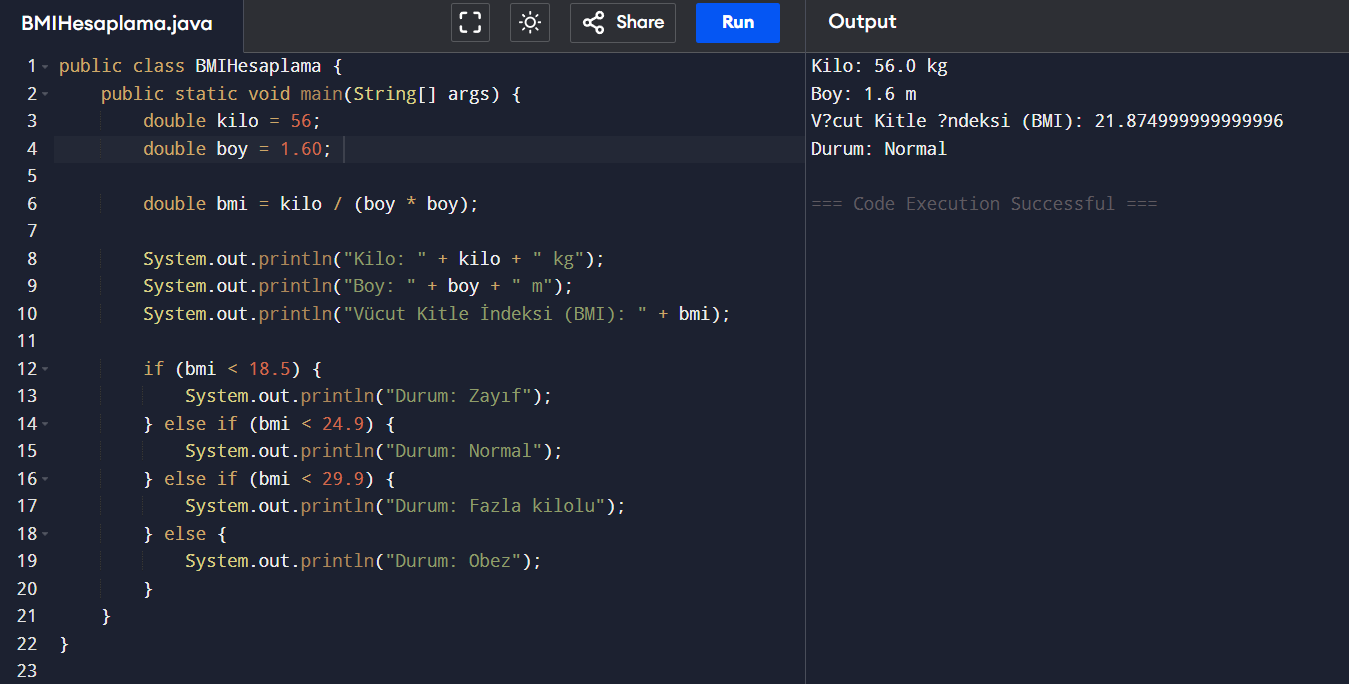 BMIHesaplama.java
Share
Run
Output
1 public class BMIHesaplama {
2     public static void main(String[] args) {
3         double kilo = 56;
4         double boy = 1.60;
5
6         double bmi = kilo / (boy * boy);
7
8         System.out.println("Kilo: " + kilo + " kg");
9         System.out.println("Boy: " + boy + " m");
10         System.out.println("Vücut Kitle İndeksi (BMI): " + bmi);
11
12         if (bmi < 18.5) {
13             System.out.println("Durum: Zayıf");
14         } else if (bmi < 24.9) {
15             System.out.println("Durum: Normal");
16         } else if (bmi < 29.9) {
17             System.out.println("Durum: Fazla kilolu");
18         } else {
19             System.out.println("Durum: Obez");
20         }
21     }
22 }
23
Kilo: 56.0 kg
Boy: 1.6 m
V?cut Kitle ?ndeksi (BMI): 21.874999999999996
Durum: Normal
=== Code Execution Successful ===